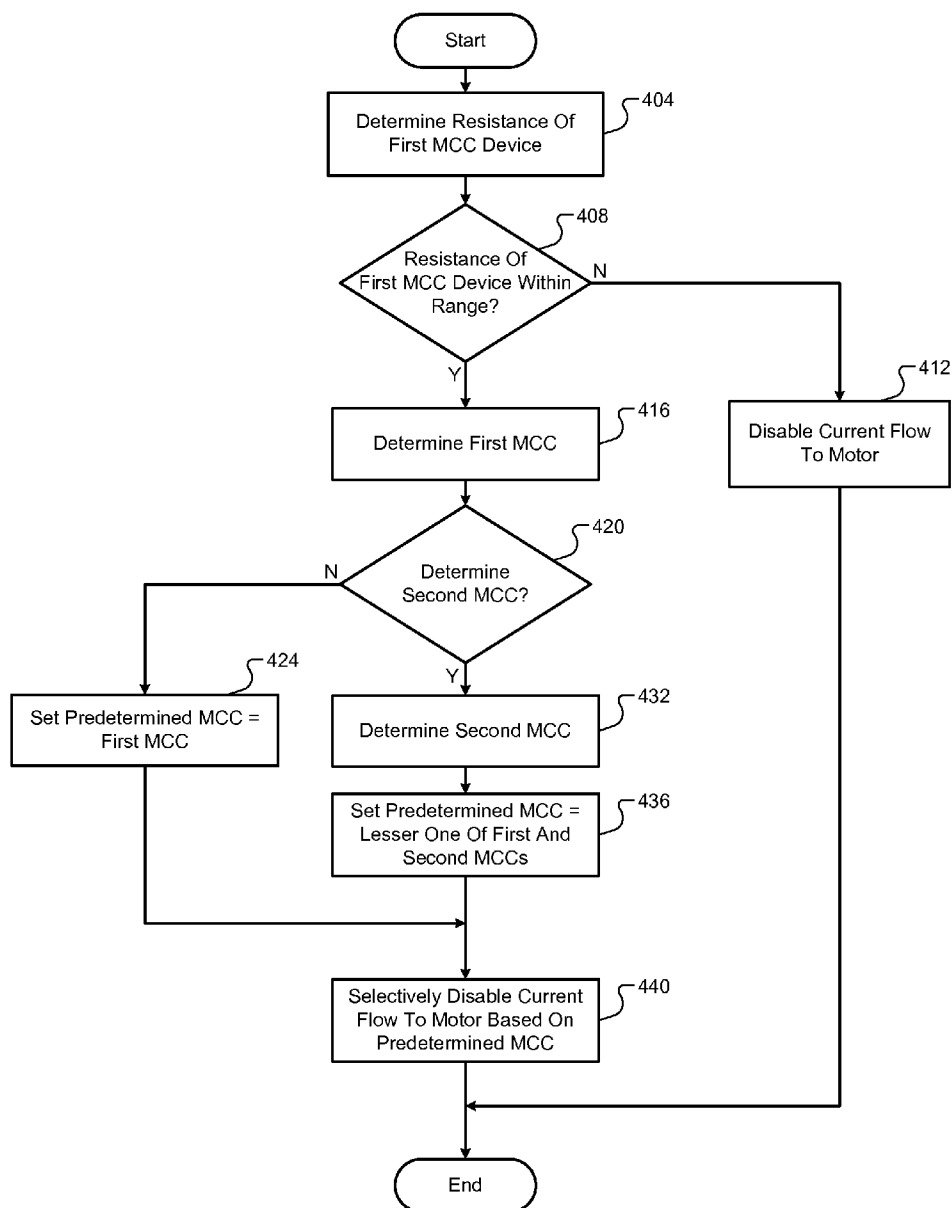 Start
404
Determine Resistance Of
First MCC Device
408
Resistance Of
First MCC Device Within
Range?
N
Y
412
Disable Current Flow
To Motor
416
Determine First MCC
420
Determine
Second MCC?
N
Y
424
Set Predetermined MCC =
First MCC
432
Determine Second MCC
436
Set Predetermined MCC =
Lesser One Of First And
Second MCCs
440
Selectively Disable Current
Flow To Motor Based On
Predetermined MCC
End